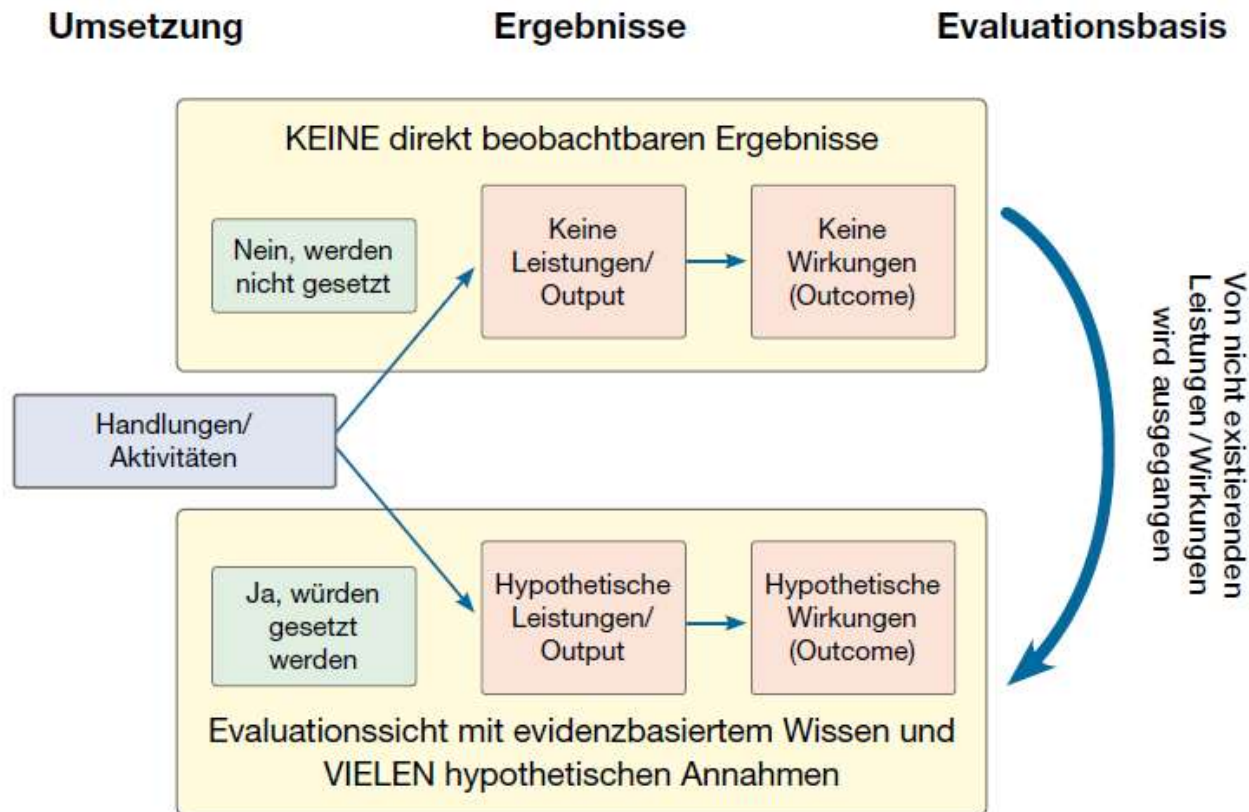 Umsetzung
Ergebnisse
Evaluationsbasis
KEINE direkt beobachtbaren Ergebnisse
Nein, werden
nicht gesetzt
Keine
Leistungen/
Output
Keine
Wirkungen
(Outcome)
Handlungen/
Aktivitäten
Ja, würden
gesetzt
werden
Hypothetische
Leistungen/
Output
Hypothetische
Wirkungen
(Outcome)
Evaluationssicht mit evidenzbasiertem Wissen und
VIELEN hypothetischen Annahmen
Von nicht existierenden
Leistungen/Wirkungen
wird ausgegangen